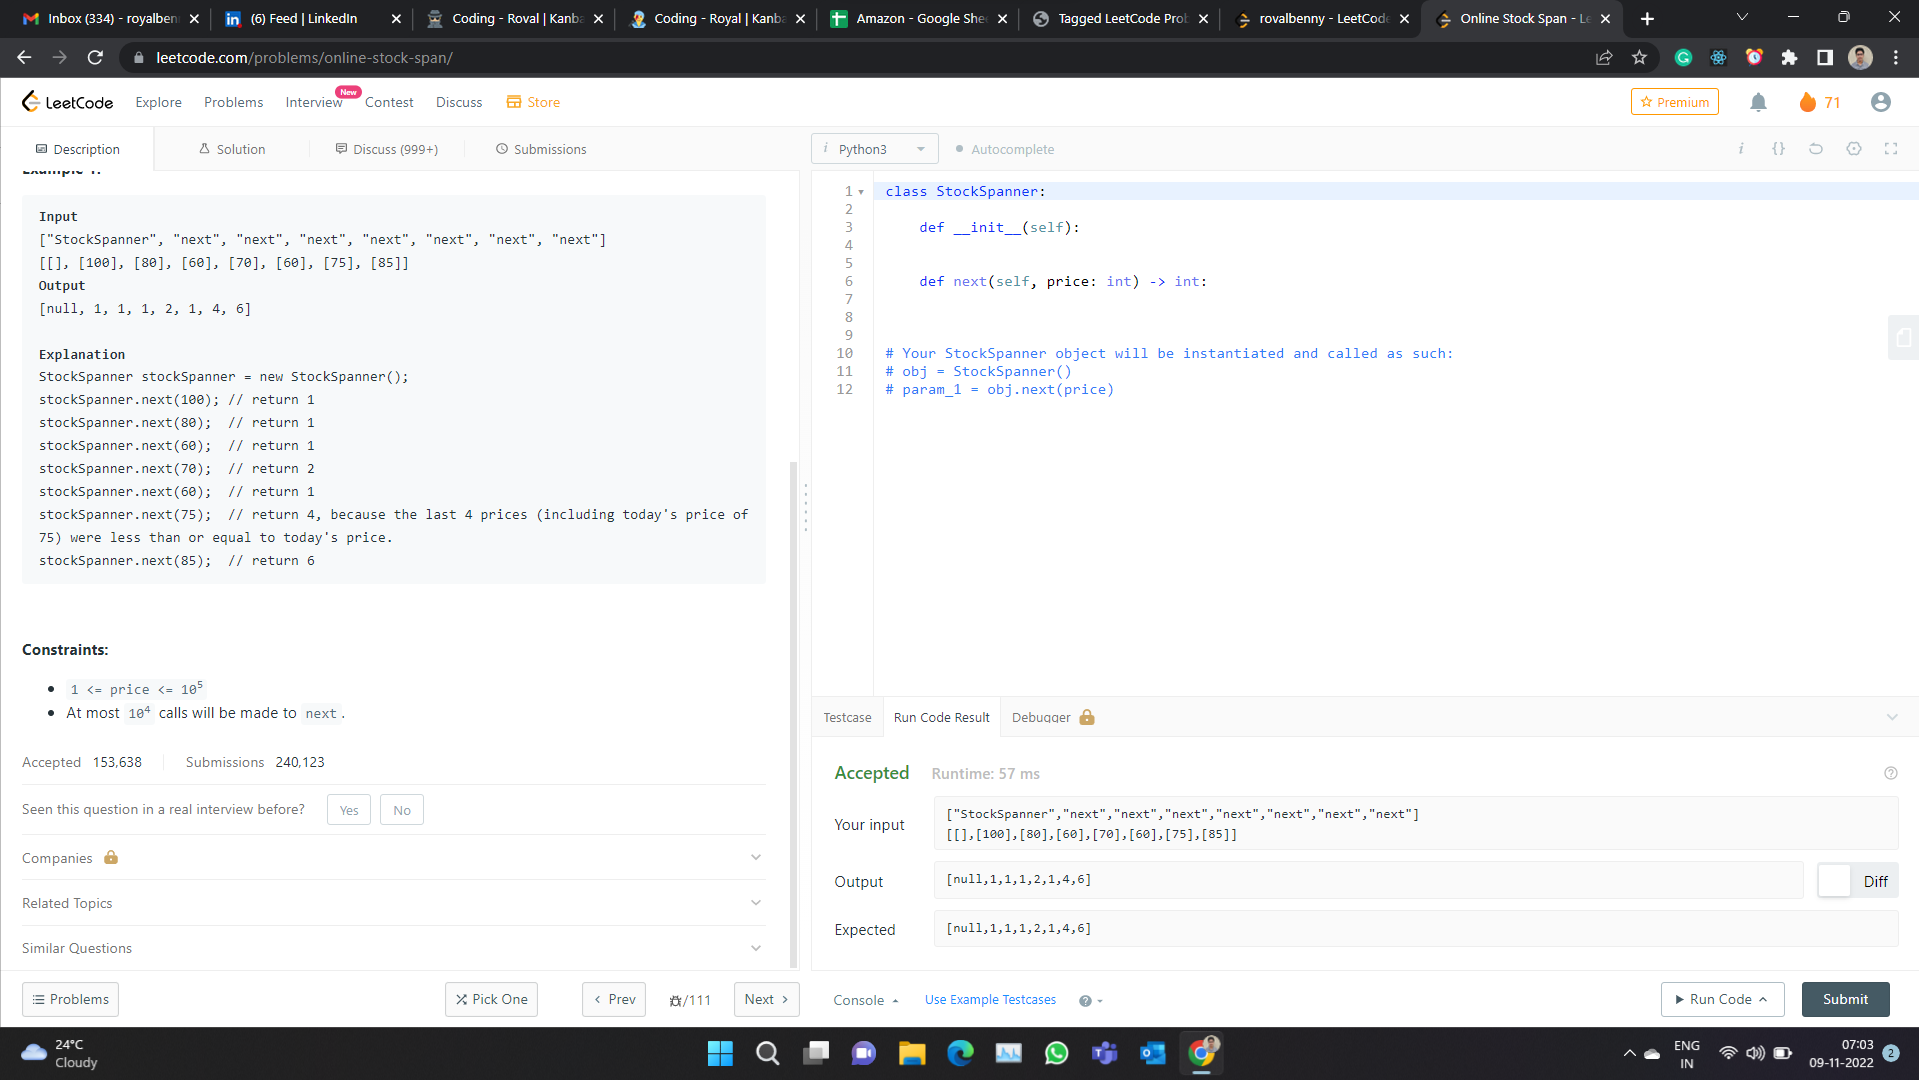 Inbox (334) - royalben
(6) Feed | LinkedIn
Coding - Royal | Kanba
Coding - Royal | Kanba
Amazon - Google Shee
Tagged LeetCode Prob
royalbenny - LeetCode
Online Stock Span - Le
leetcode.com/problems/online-stock-span/
LeetCode
Explore
Problems
Interview
New
Contest
Discuss
Store
Premium
71
Description
Solution
Discuss (999+)
Submissions
i Python3
Autocomplete
i
{}
Example 1:
Input
["StockSpanner", "next", "next", "next", "next", "next", "next", "next"]
[[], [100], [80], [60], [70], [60], [75], [85]]
Output
[null, 1, 1, 1, 2, 1, 4, 6]
Explanation
StockSpanner stockSpanner = new StockSpanner();
stockSpanner.next(100); // return 1
stockSpanner.next(80);  // return 1
stockSpanner.next(60);  // return 1
stockSpanner.next(70);  // return 2
stockSpanner.next(60);  // return 1
stockSpanner.next(75);  // return 4, because the last 4 prices (including today's price of
75) were less than or equal to today's price.
stockSpanner.next(85);  // return 6
Constraints:
1 <= price <= 10⁵
At most 10⁴ calls will be made to next.
Accepted 153,638
Submissions 240,123
Seen this question in a real interview before?
Yes
No
Companies
Related Topics
Similar Questions
Problems
Pick One
Prev
/111
Next
1 class StockSpanner:
2
3     def __init__(self):
4
5
6     def next(self, price: int) -> int:
7
8
9
10 # Your StockSpanner object will be instantiated and called as such:
11 # obj = StockSpanner()
12 # param_1 = obj.next(price)
Testcase
Run Code Result
Debugger
Accepted
Runtime: 57 ms
Your input
["StockSpanner","next","next","next","next","next","next","next"]
[[],[100],[80],[60],[70],[60],[75],[85]]
Output
[null,1,1,1,2,1,4,6]
Diff
Expected
[null,1,1,1,2,1,4,6]
Console
Use Example Testcases
Run Code
Submit
24°C
Cloudy
ENG
IN
07:03
09-11-2022
2